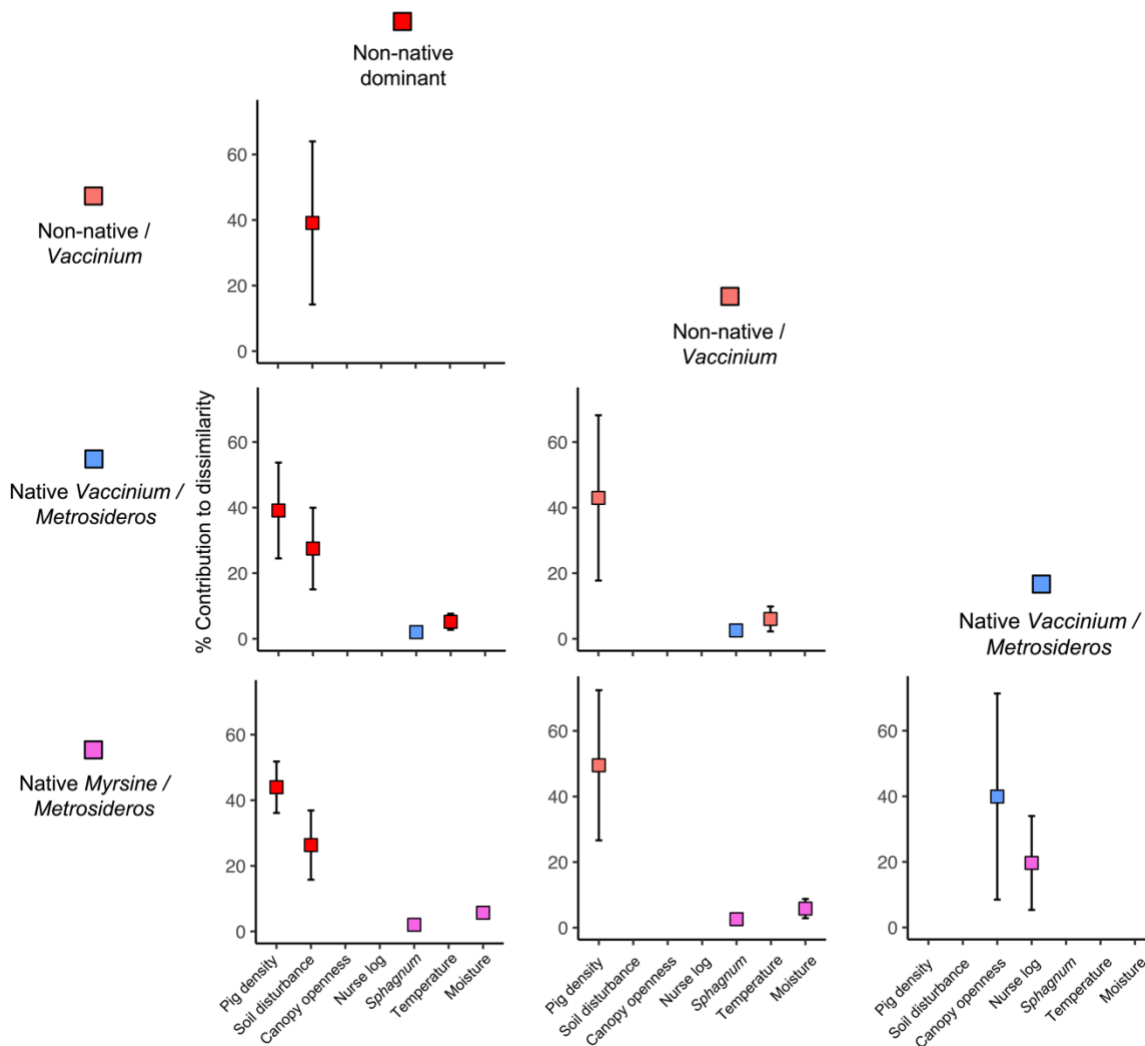 Non-native
dominant
60
40
20
0
Non-native /
Vaccinium
Non-native /
Vaccinium
% Contribution to dissimilarity
60
40
20
0
60
40
20
0
Native Vaccinium /
Metrosideros
Native Vaccinium /
Metrosideros
60
40
20
0
60
40
20
0
60
40
20
0
Native Myrsine /
Metrosideros
Pig density
Soil disturbance
Canopy openness
Nurse log
Sphagnum
Temperature
Moisture
Pig density
Soil disturbance
Canopy openness
Nurse log
Sphagnum
Temperature
Moisture
Pig density
Soil disturbance
Canopy openness
Nurse log
Sphagnum
Temperature
Moisture